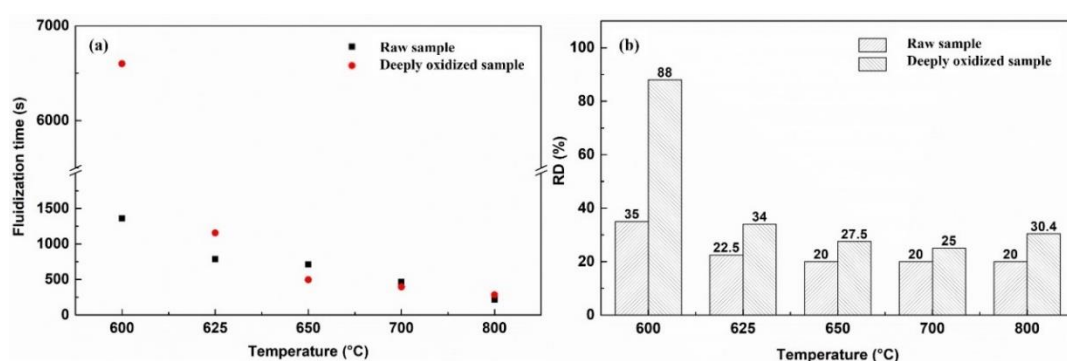 (a)
Raw sample
Deeply oxidized sample
7000
6000
1500
1000
500
0
Fluidization time (s)
600 625 650 700 800
Temperature (°C)
(b)
Raw sample
Deeply oxidized sample
100
80
60
40
20
0
RD (%)
35 88 22.5 34 20 27.5 20 25 20 30.4
600 625 650 700 800
Temperature (°C)